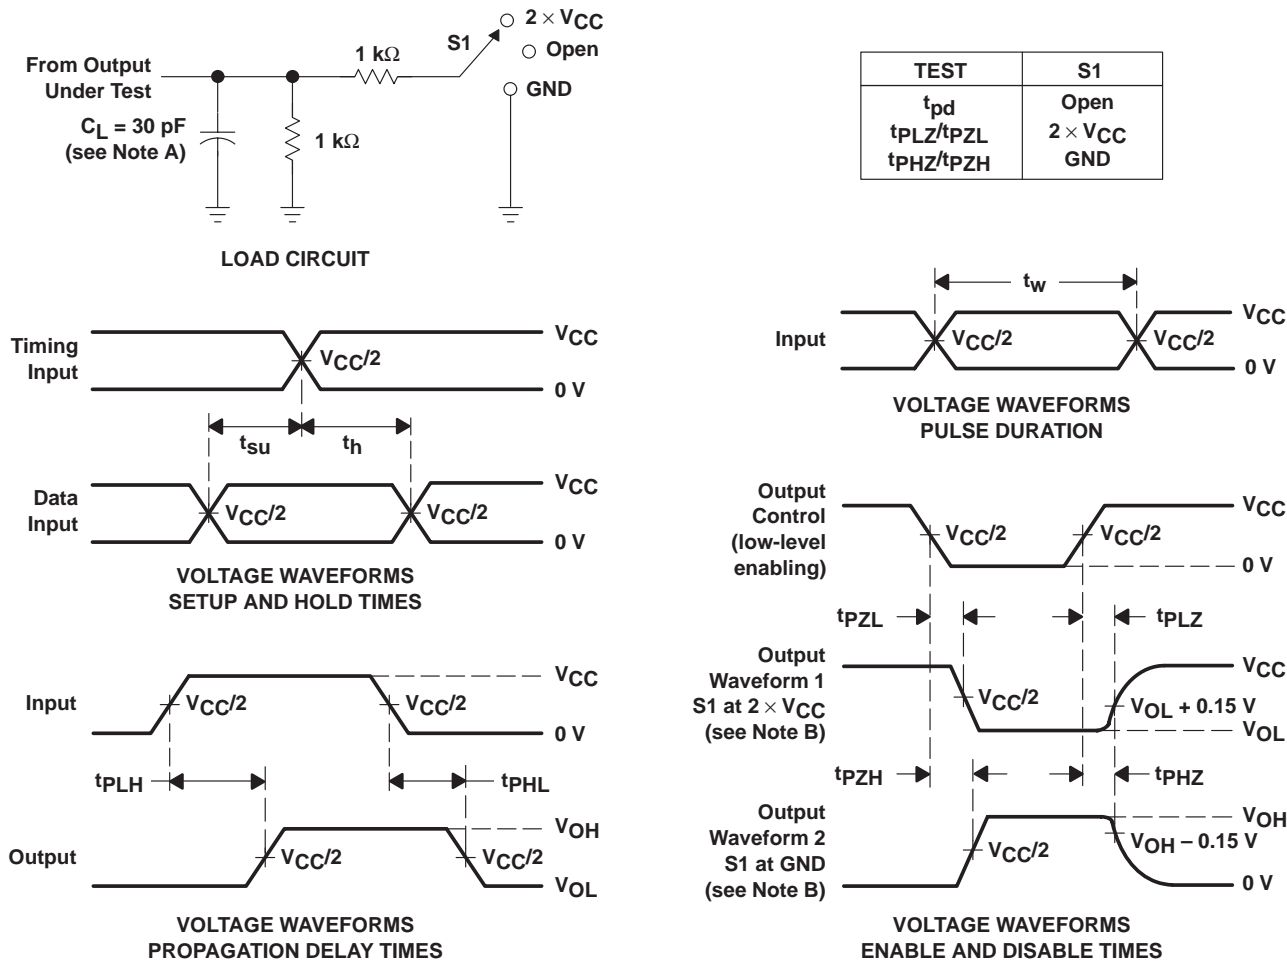 From Output
Under Test
CL = 30 pF
(see Note A)
1 kΩ
1 kΩ
S1
2 × VCC
Open
GND
LOAD CIRCUIT
TEST S1
tpd Open
tPLZ/tPZL 2 × VCC
tPHZ/tPZH GND
Timing
Input
VCC/2
VCC
0 V
tsu
th
Data
Input
VCC/2
VCC/2
VCC
0 V
VOLTAGE WAVEFORMS
SETUP AND HOLD TIMES
tw
Input
VCC/2
VCC/2
VCC
0 V
VOLTAGE WAVEFORMS
PULSE DURATION
Input
VCC/2
VCC/2
VCC
0 V
tPLH
tPHL
Output
VCC/2
VCC/2
VOH
VOL
VOLTAGE WAVEFORMS
PROPAGATION DELAY TIMES
Output
Control
(low-level
enabling)
VCC/2
VCC/2
VCC
0 V
tPZL
tPLZ
Output
Waveform 1
S1 at 2 × VCC
(see Note B)
VCC/2
VCC
VOL + 0.15 V
VOL
tPZH
tPHZ
Output
Waveform 2
S1 at GND
(see Note B)
VCC/2
VOH
VOH − 0.15 V
0 V
VOLTAGE WAVEFORMS
ENABLE AND DISABLE TIMES